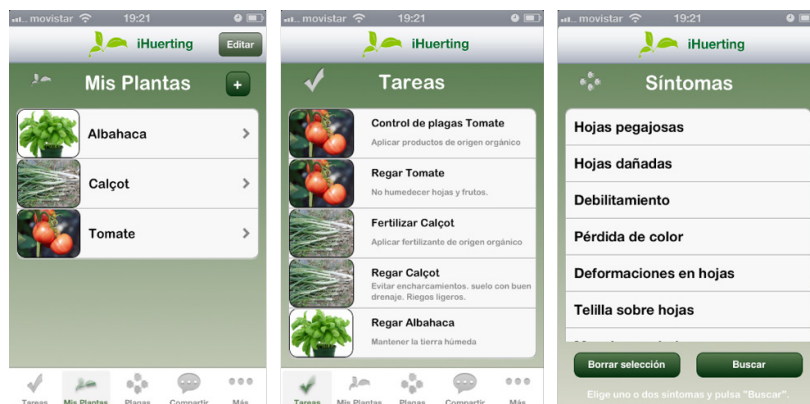 movistar 19:21
iHuerting
Editar
Mis Plantas
+
Albahaca
Calçot
Tomate
Tareas Mis Plantas Plagas Compartir Más
movistar 19:21
iHuerting
Tareas
Control de plagas Tomate
Aplicar productos de origen orgánico
Regar Tomate
No humedecer hojas y frutos.
Fertilizar Calçot
Aplicar fertilizante de origen orgánico
Regar Calçot
Evitar encharcamientos. suelo con buen
drenaje. Riegos ligeros.
Regar Albahaca
Mantener la tierra húmeda
Tareas Mis Plantas Plagas Compartir Más
movistar 19:21
iHuerting
Síntomas
Hojas pegajosas
Hojas dañadas
Debilitamiento
Pérdida de color
Deformaciones en hojas
Telilla sobre hojas
Borrar selección
Buscar
Elige uno o dos síntomas y pulsa "Buscar".